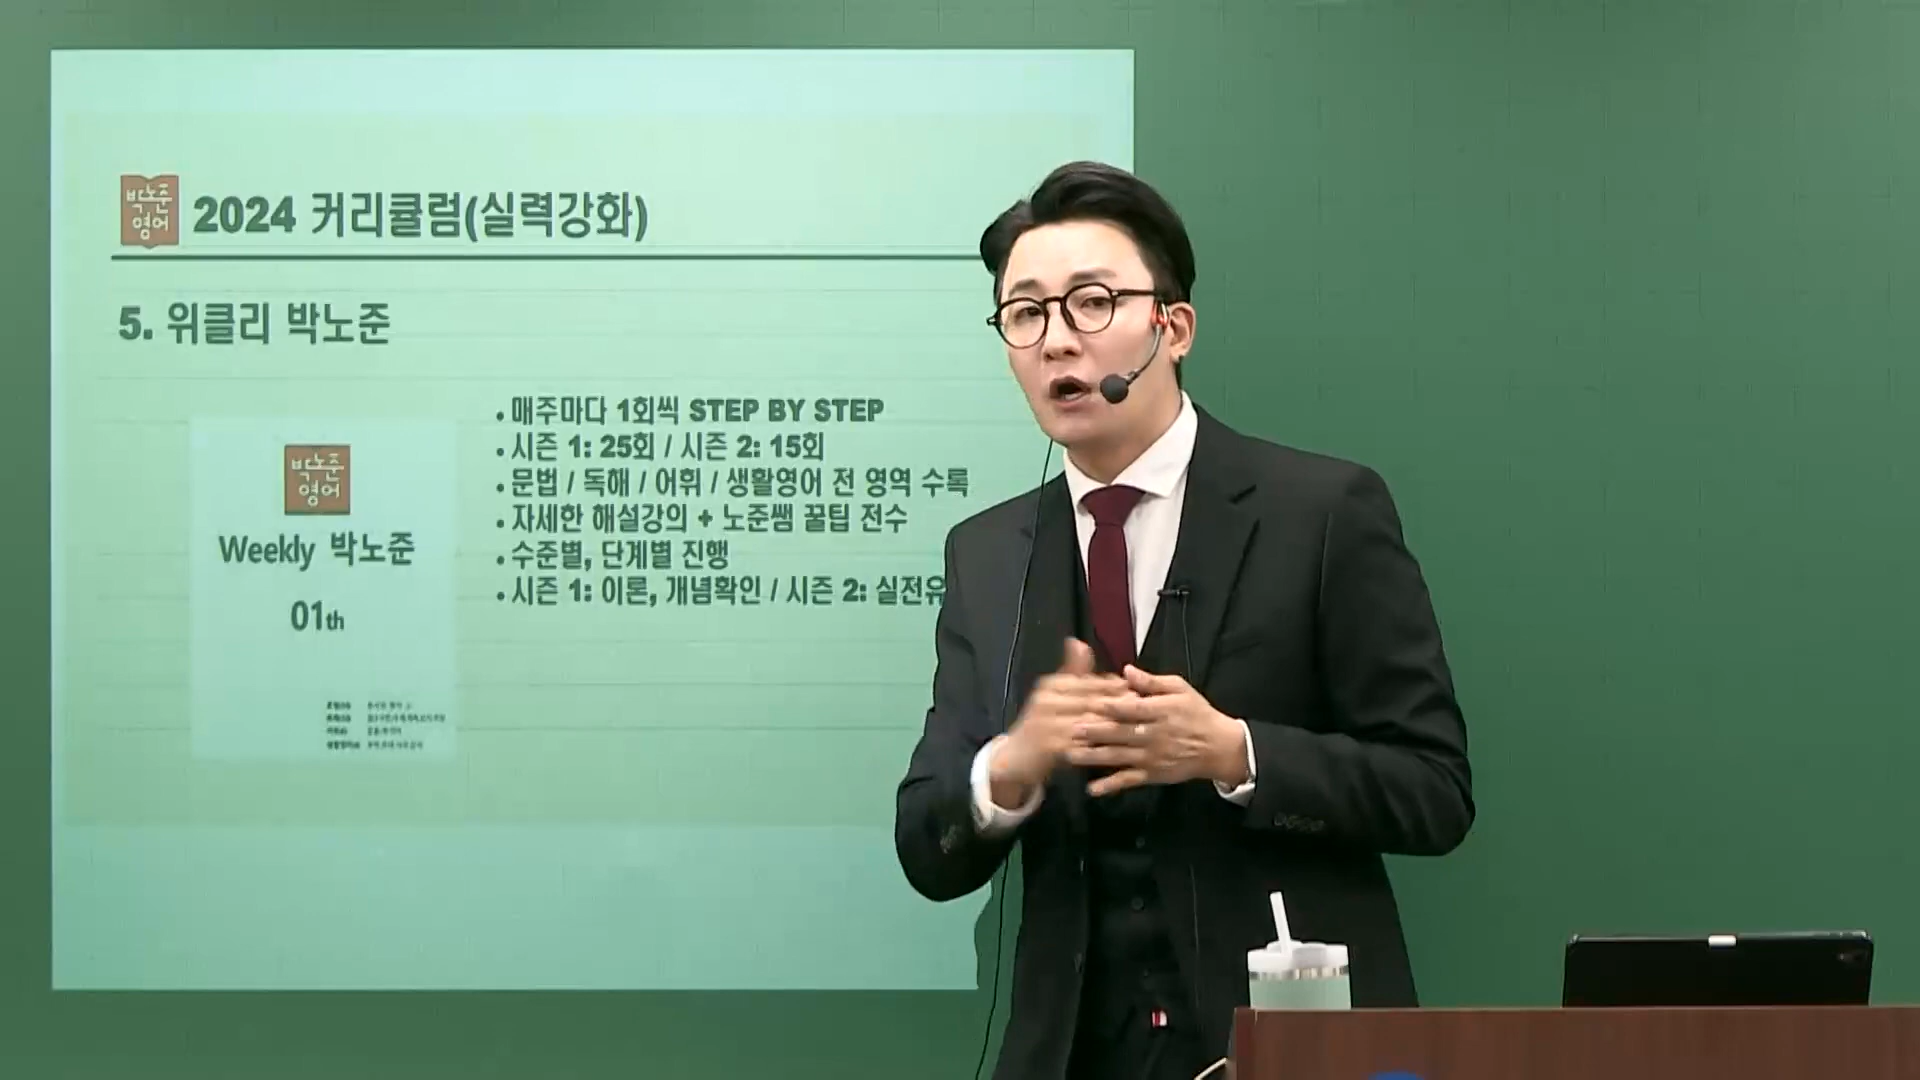 박노준
영어
2024 커리큘럼(실력강화)
5. 위클리 박노준
• 매주마다 1회씩 STEP BY STEP
• 시즌 1: 25회 / 시즌 2: 15회
• 문법 / 독해 / 어휘 / 생활영어 전 영역 수록
• 자세한 해설강의 + 노준쌤 꿀팁 전수
• 수준별, 단계별 진행
• 시즌 1: 이론, 개념확인 / 시즌 2: 실전유
박노준
영어
Weekly 박노준
01th